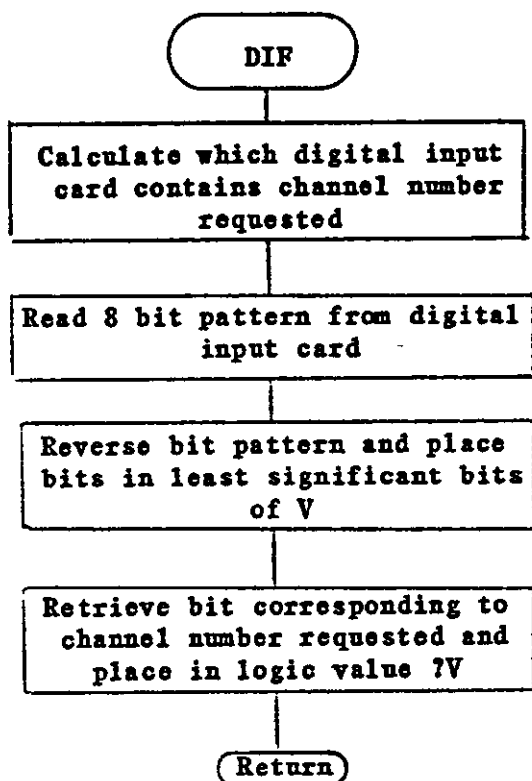 DIF
Calculate which digital input
card contains channel number
requested
Read 8 bit pattern from digital
input card
Reverse bit pattern and place
bits in least significant bits
of V
Retrieve bit corresponding to
channel number requested and
place in logic value ?V
Return